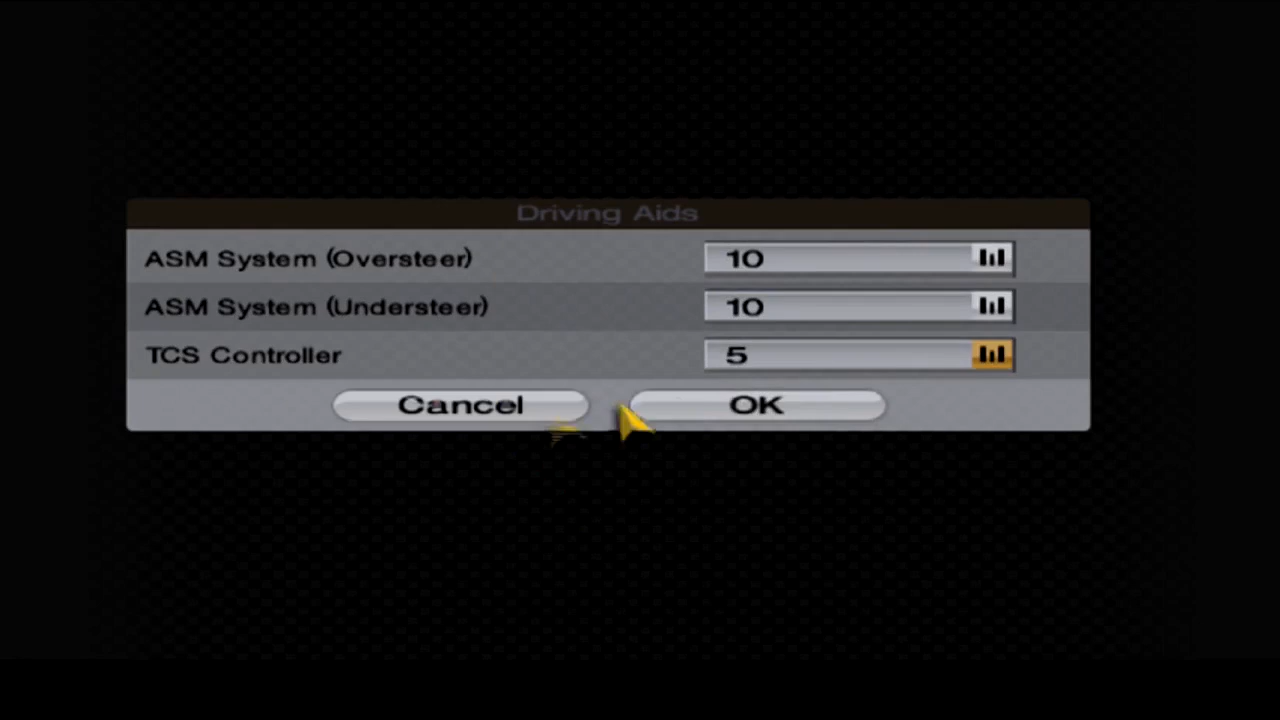 Driving Aids
ASM System (Oversteer) 10
ASM System (Understeer) 10
TCS Controller 5
Cancel OK